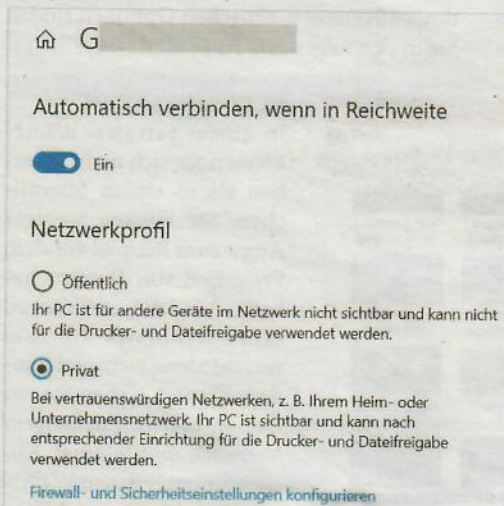 G
Automatisch verbinden, wenn in Reichweite
Ein
Netzwerkprofil
Öffentlich
Ihr PC ist für andere Geräte im Netzwerk nicht sichtbar und kann nicht
für die Drucker- und Dateifreigabe verwendet werden.
Privat
Bei vertrauenswürdigen Netzwerken, z. B. Ihrem Heim- oder
Unternehmensnetzwerk. Ihr PC ist sichtbar und kann nach
entsprechender Einrichtung für die Drucker- und Dateifreigabe
verwendet werden.
Firewall- und Sicherheitseinstellungen konfigurieren